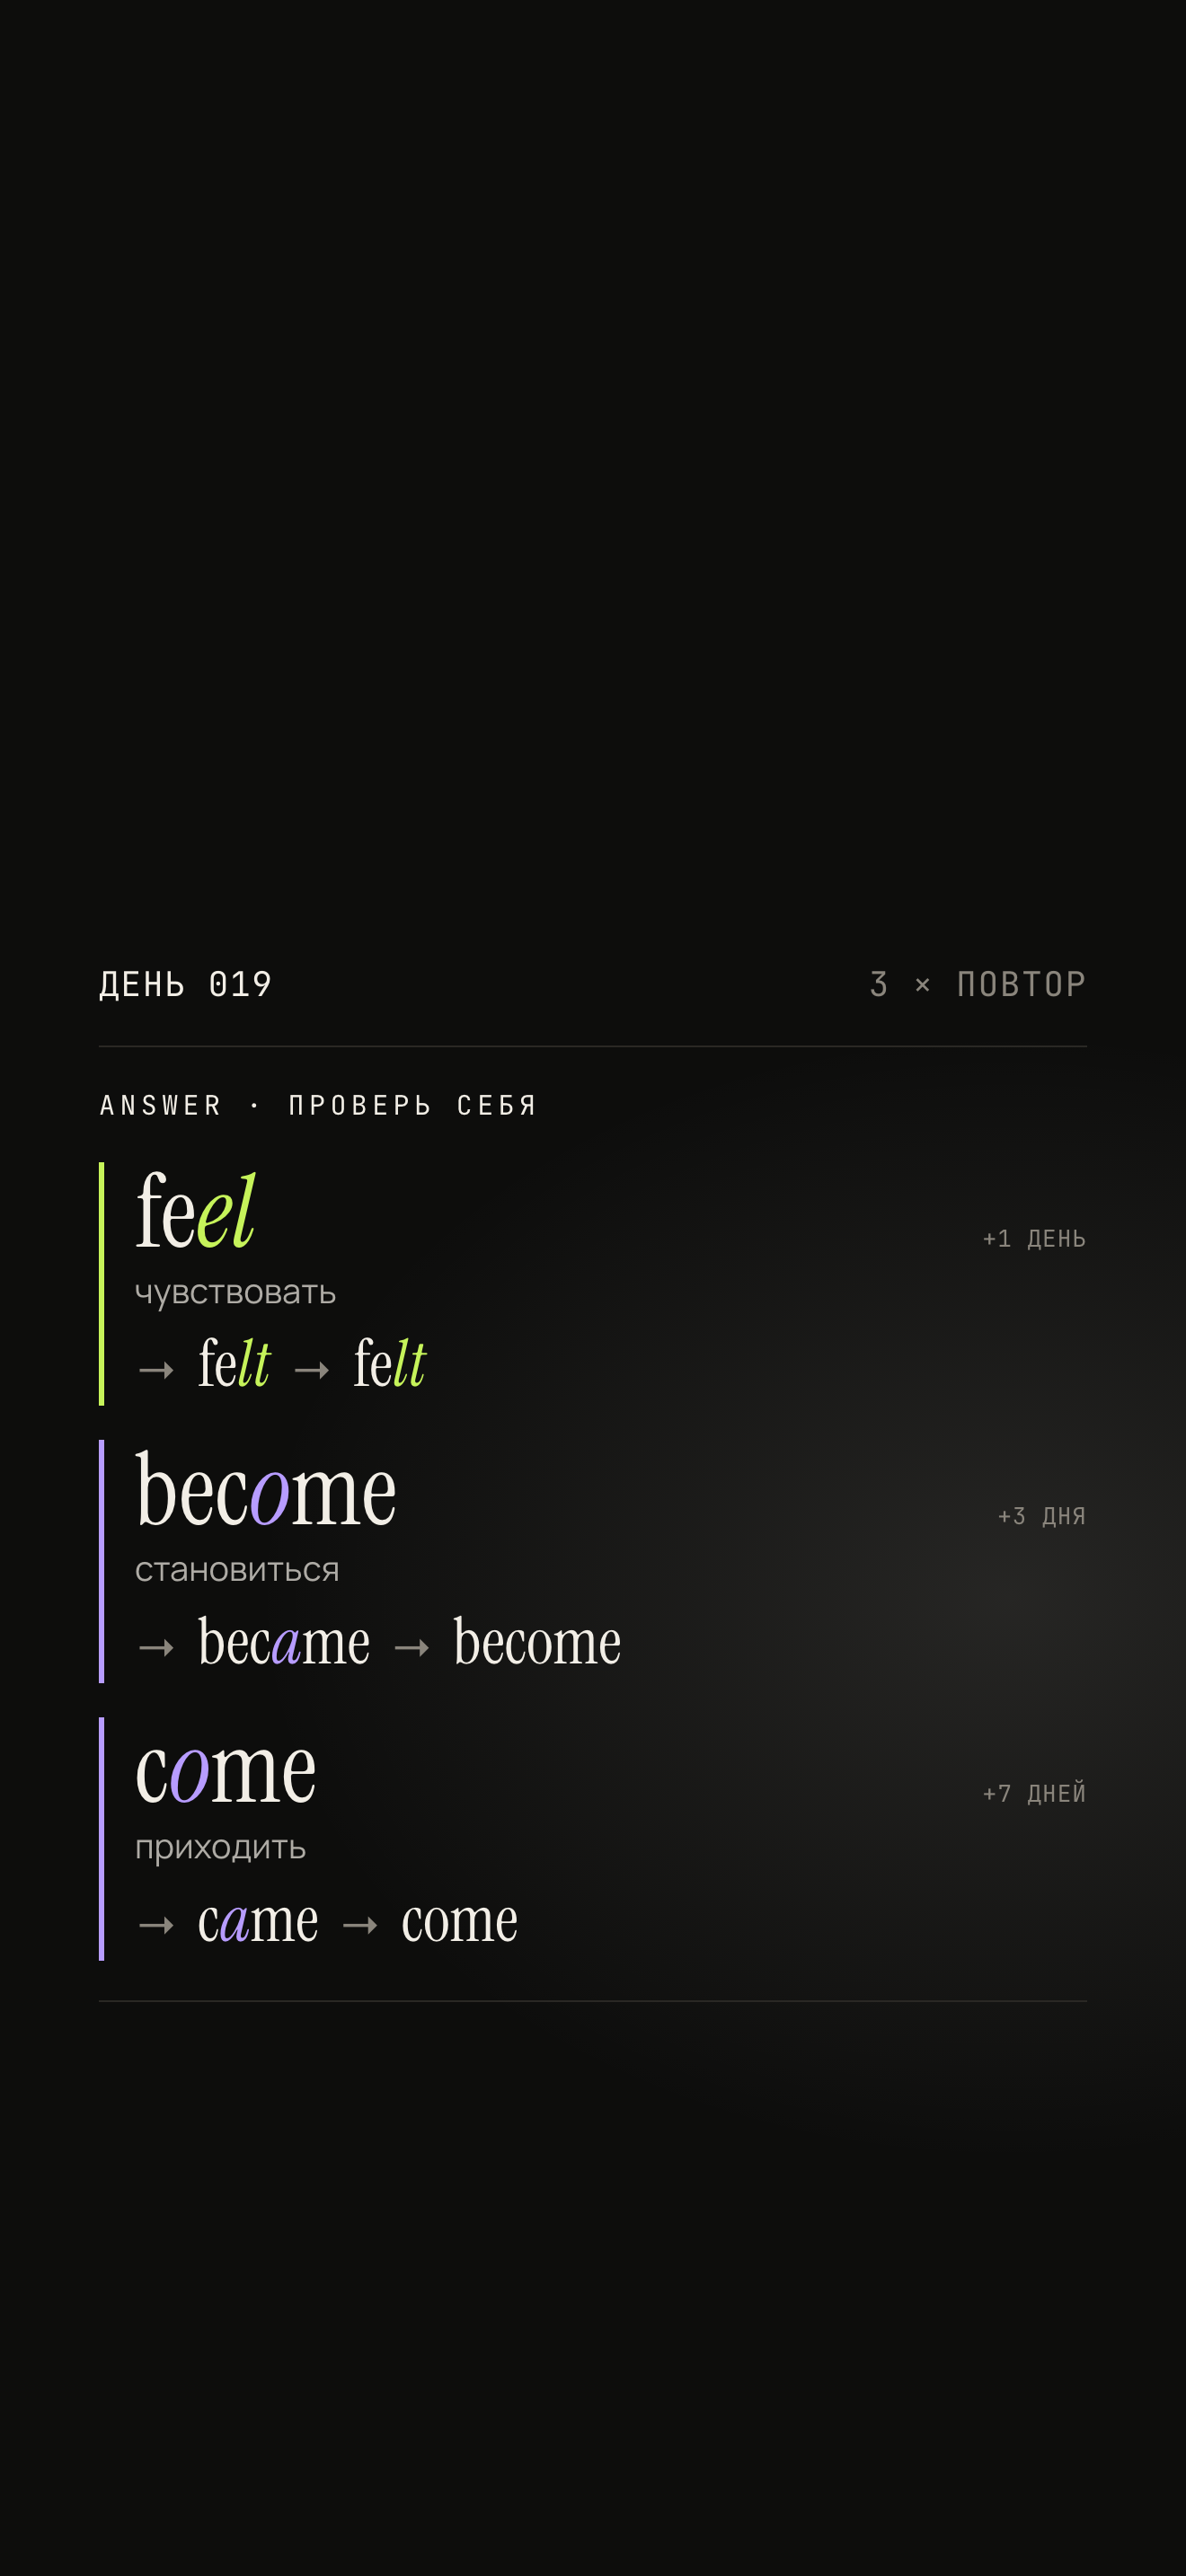 ДЕНЬ 019
3 × ПОВТОР
ANSWER · ПРОВЕРЬ СЕБЯ
feel
+1 ДЕНЬ
чувствовать
→ felt → felt
become
+3 ДНЯ
становиться
→ became → become
come
+7 ДНЕЙ
приходить
→ came → come